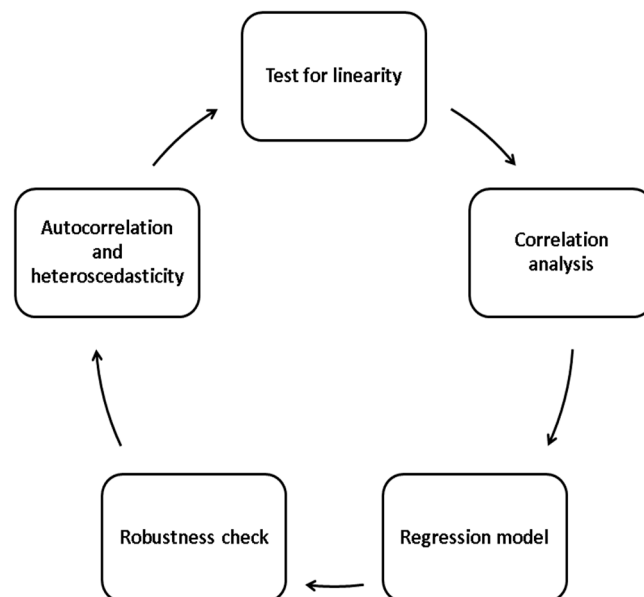 Test for linearity
Correlation
analysis
Regression model
Robustness check
Autocorrelation
and
heteroscedasticity